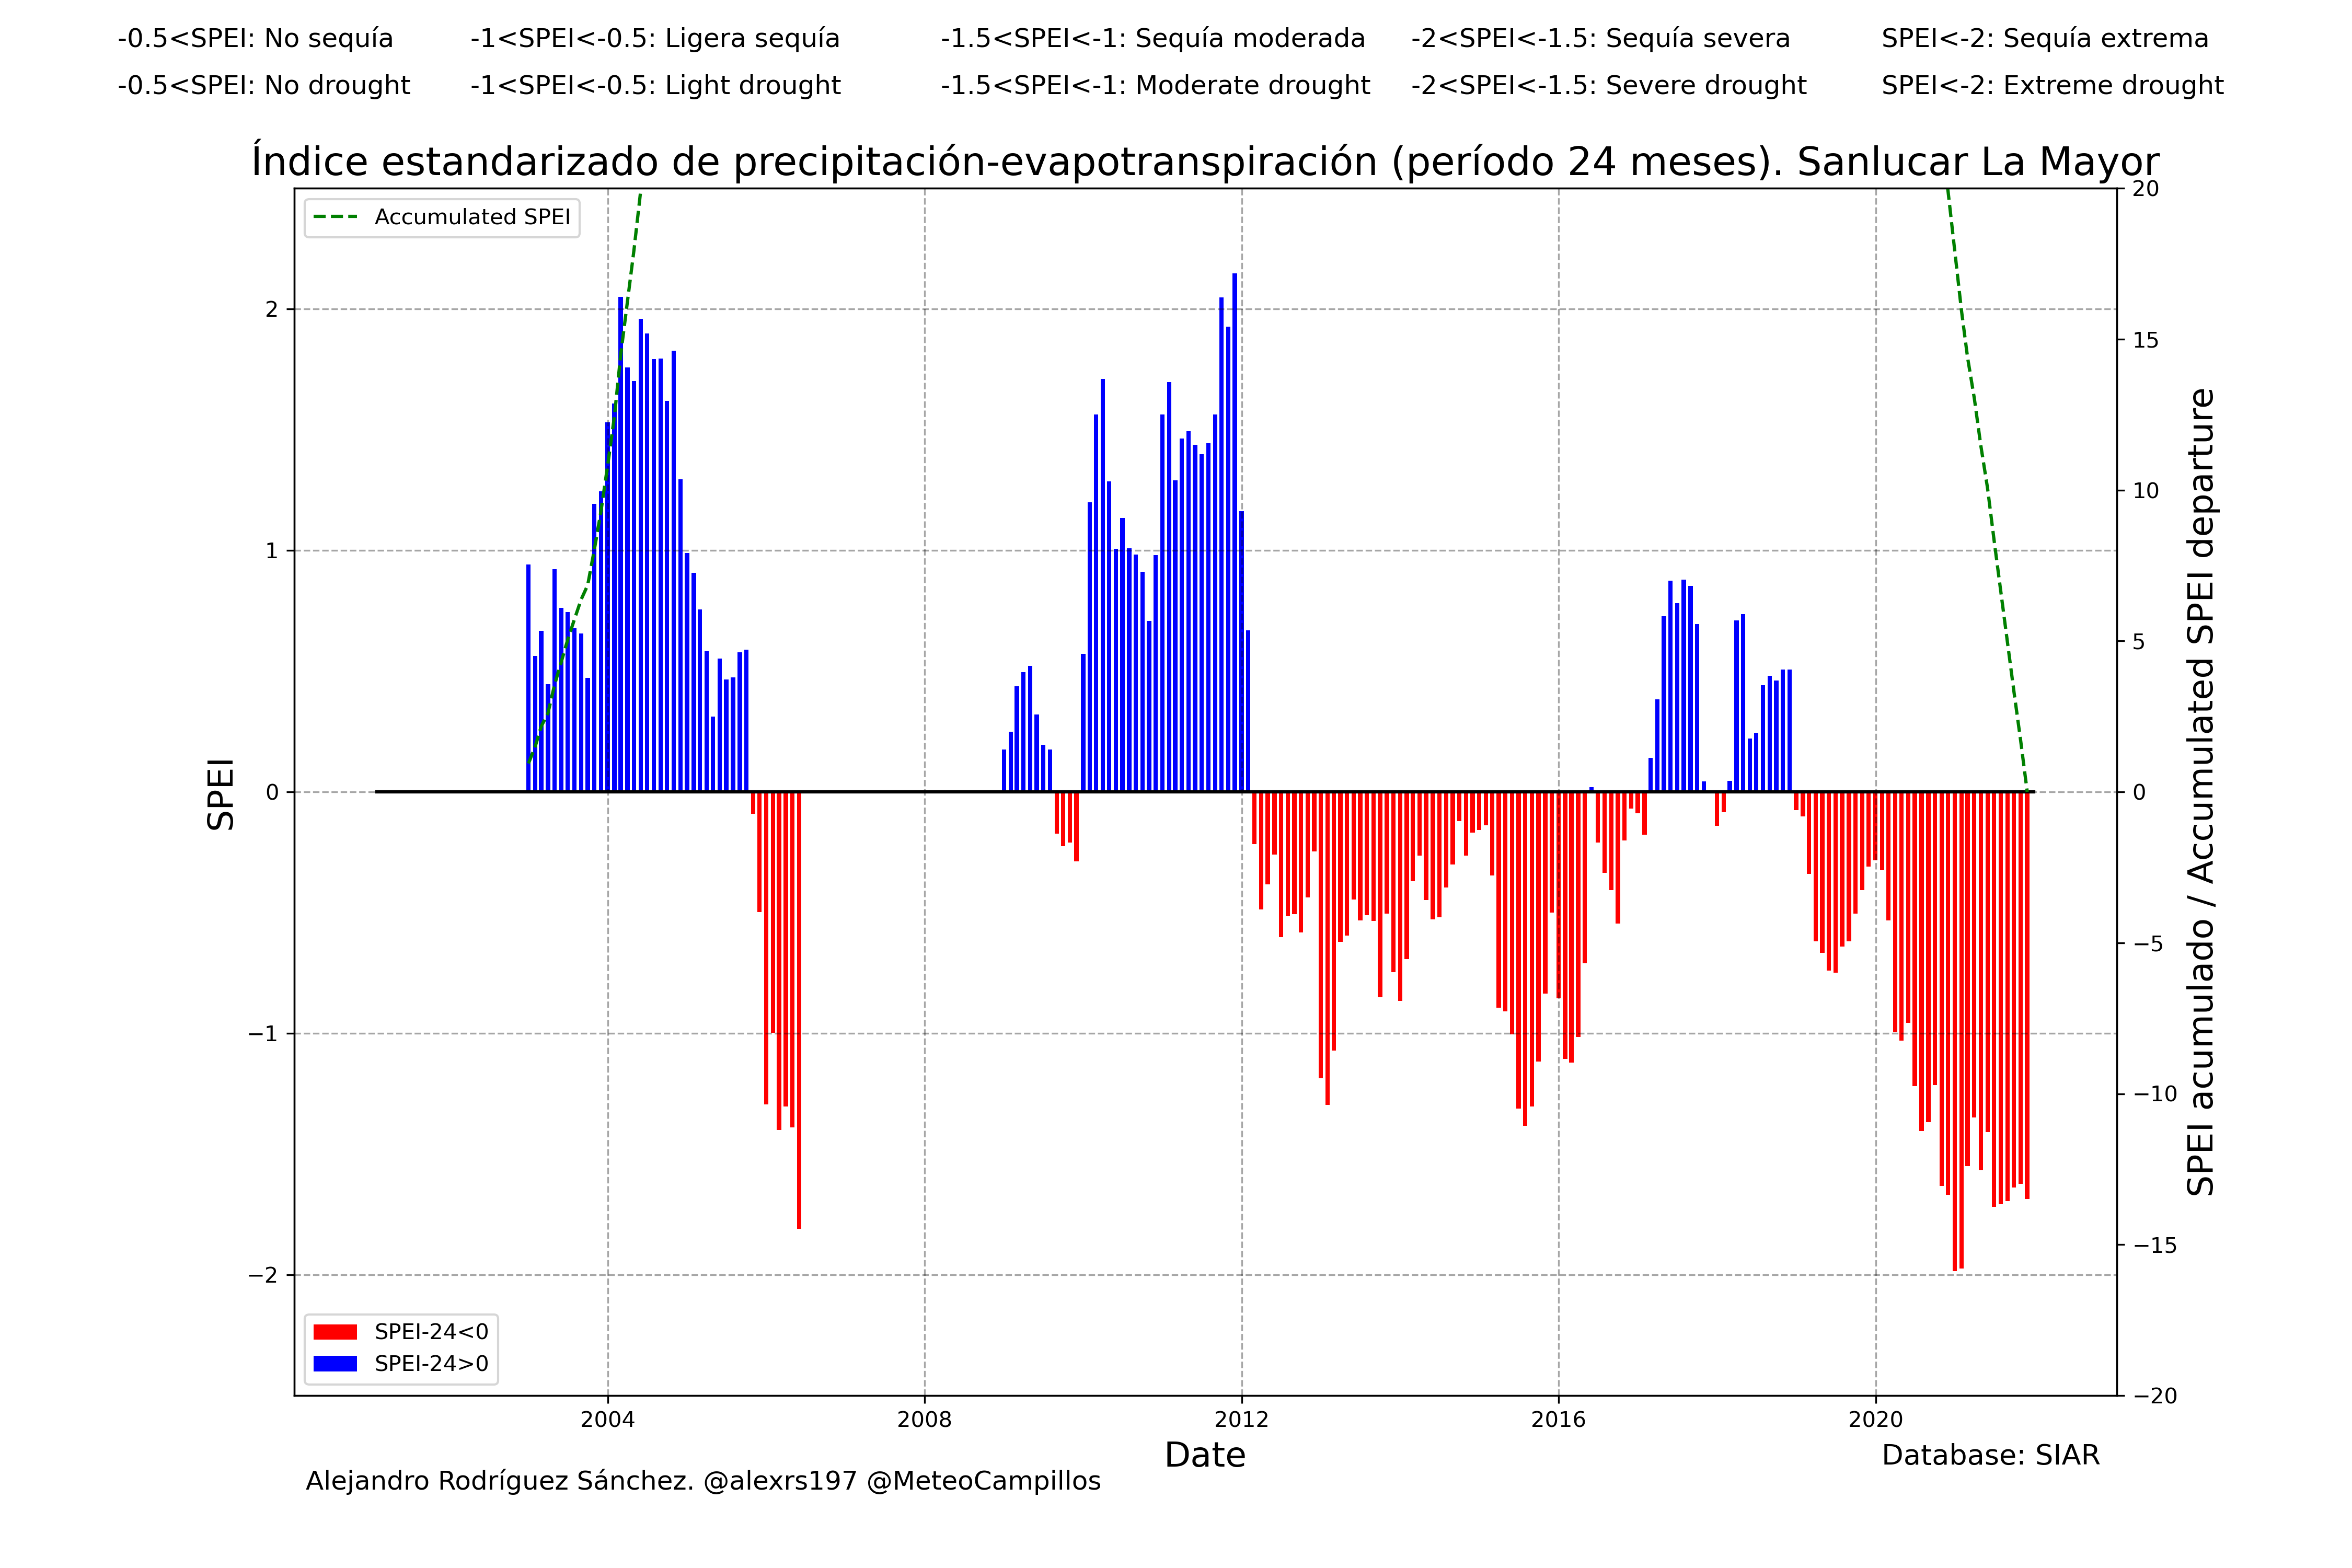 -0.5<SPEI: No sequía
-1<SPEI<-0.5: Ligera sequía
-1.5<SPEI<-1: Sequía moderada
-2<SPEI<-1.5: Sequía severa
SPEI<-2: Sequía extrema
-0.5<SPEI: No drought
-1<SPEI<-0.5: Light drought
-1.5<SPEI<-1: Moderate drought
-2<SPEI<-1.5: Severe drought
SPEI<-2: Extreme drought
Índice estandarizado de precipitación-evapotranspiración (período 24 meses). Sanlucar La Mayor
Accumulated SPEI
2
1
0
−1
−2
SPEI
20
15
10
5
0
−5
−10
−15
−20
SPEI acumulado / Accumulated SPEI departure
SPEI-24<0
SPEI-24>0
2004
2008
2012
2016
2020
Date
Database: SIAR
Alejandro Rodríguez Sánchez. @alexrs197 @MeteoCampillos